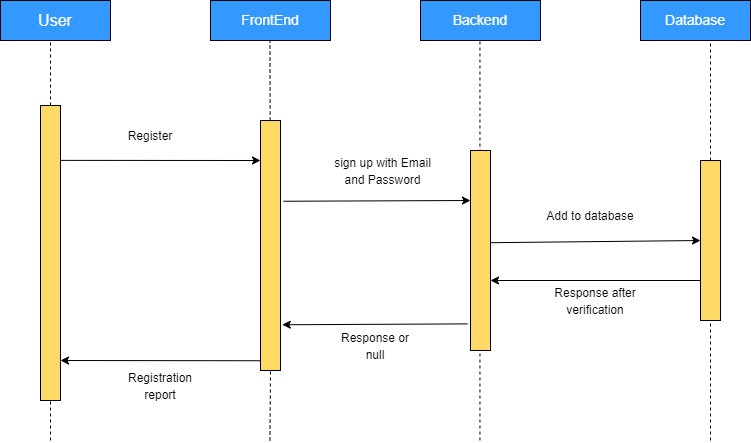 User
FrontEnd
Backend
Database
Register
sign up with Email
and Password
Add to database
Response after
verification
Response or
null
Registration
report